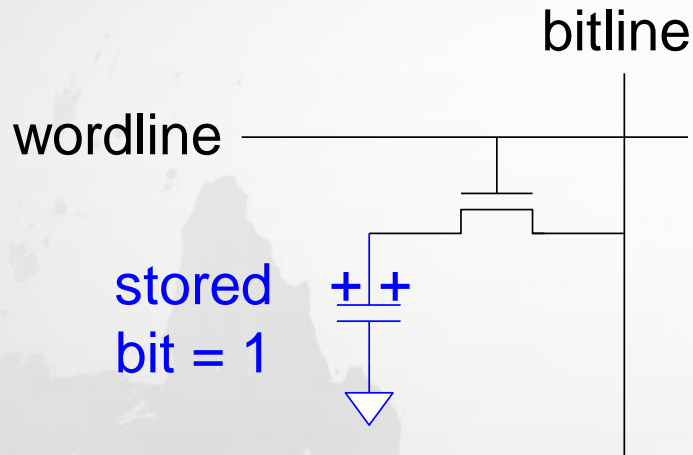 bitline
wordline
stored
bit = 1
+ +